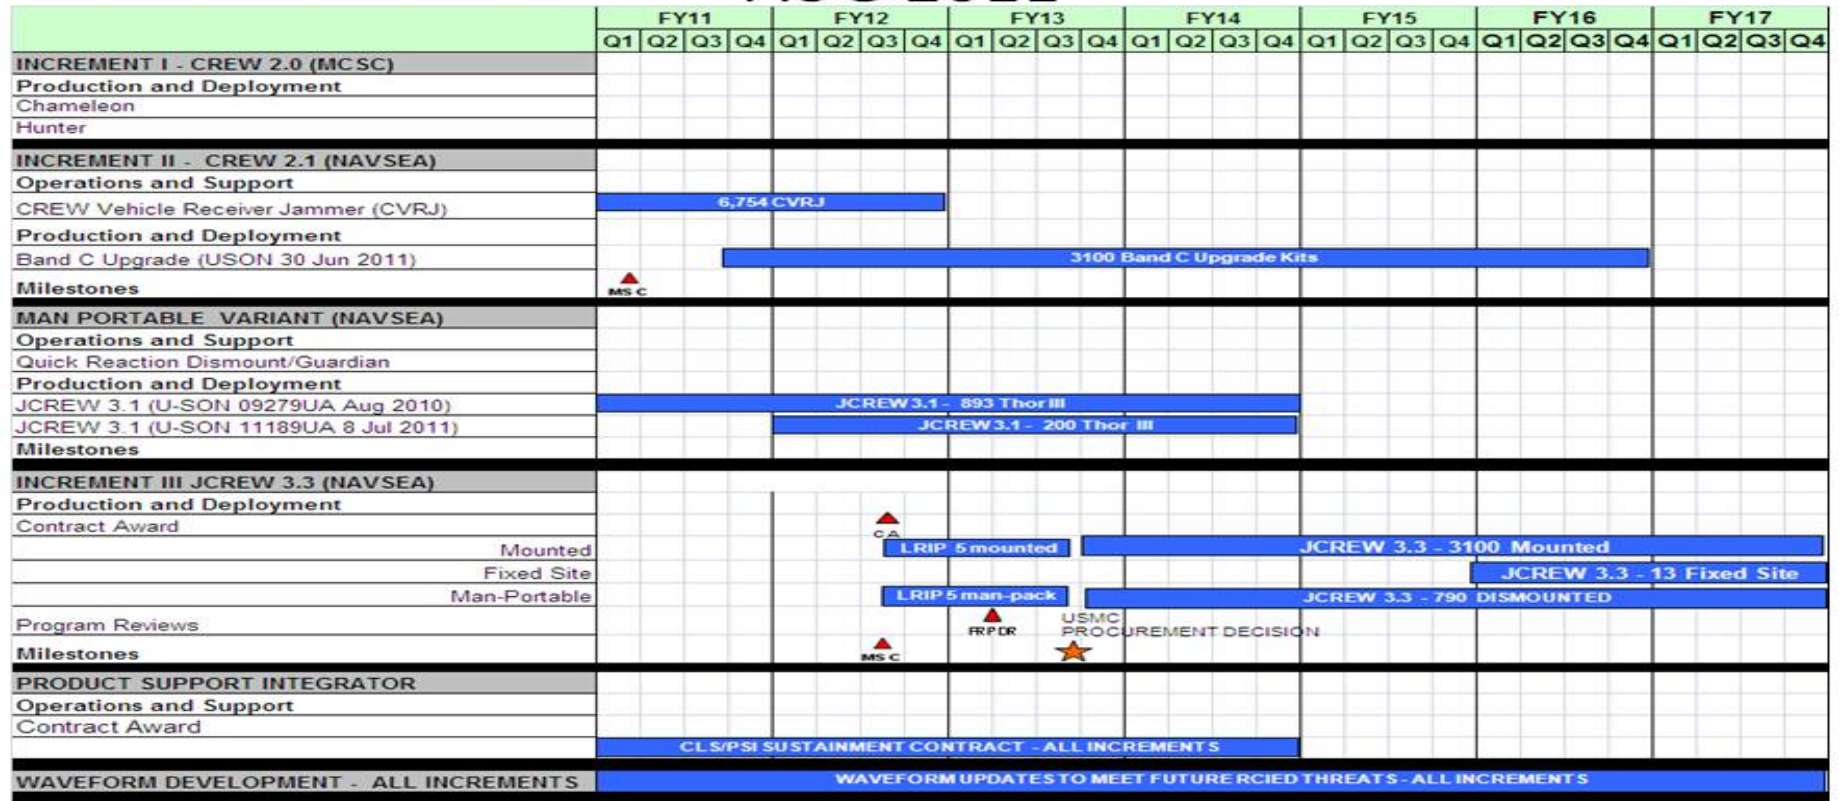 FY11 FY12 FY13 FY14 FY15 FY16 FY17
Q1 Q2 Q3 Q4 Q1 Q2 Q3 Q4 Q1 Q2 Q3 Q4 Q1 Q2 Q3 Q4 Q1 Q2 Q3 Q4 Q1 Q2 Q3 Q4 Q1 Q2 Q3 Q4
INCREMENT I - CREW 2.0 (MCSC)
Production and Deployment
Chameleon
Hunter
INCREMENT II - CREW 2.1 (NAVSEA)
Operations and Support
CREW Vehicle Receiver Jammer (CVRJ) 6,754 CVRJ
Production and Deployment
Band C Upgrade (USON 30 Jun 2011) 3100 Band C Upgrade Kits
Milestones MS C
MAN PORTABLE VARIANT (NAVSEA)
Operations and Support
Quick Reaction Dismount/Guardian
Production and Deployment
JCREW 3.1 (U-SON 09279UA Aug 2010) JCREW 3.1 - 893 Thor III
JCREW 3.1 (U-SON 11189UA 8 Jul 2011) JCREW 3.1 - 200 Thor III
Milestones
INCREMENT III JCREW 3.3 (NAVSEA)
Production and Deployment
Contract Award CA
Mounted LRIP 5 mounted JCREW 3.3 - 3100 Mounted
Fixed Site JCREW 3.3 - 13 Fixed Site
Man-Portable LRIP 5 man-pack JCREW 3.3 - 790 DISMOUNTED
Program Reviews FRP DR USMC
PROCUREMENT DECISION
Milestones MS C
PRODUCT SUPPORT INTEGRATOR
Operations and Support
Contract Award
CLS/PSI SUSTAINMENT CONTRACT - ALL INCREMENTS
WAVEFORM DEVELOPMENT - ALL INCREMENTS WAVEFORM UPDATES TO MEET FUTURE RCIED THREATS - ALL INCREMENTS